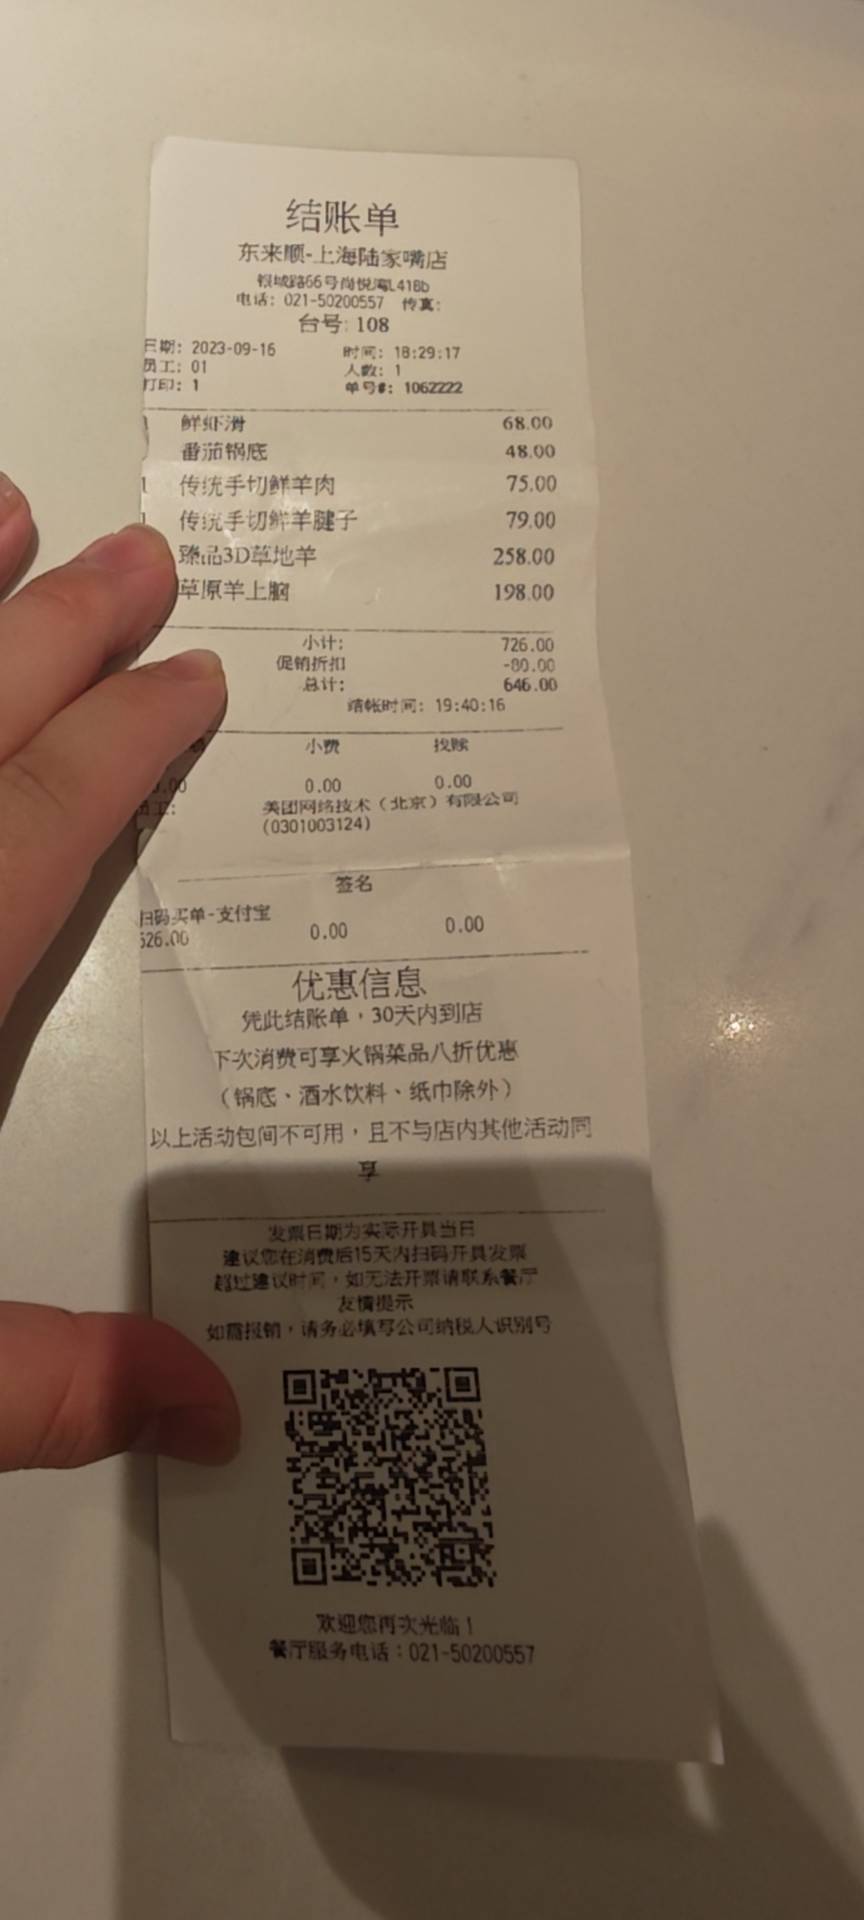 结账单
东来顺-上海陆家嘴店
银城路66号尚悦湾L418b
电话: 021-50200557 传真:
台号: 108
日期: 2023-09-16 时间: 18:29:17
员工: 01 人数: 1
打印: 1 单号#: 1062222
鲜虾滑 68.00
番茄锅底 48.00
1 传统手切鲜羊肉 75.00
1 传统手切鲜羊腱子 79.00
臻品3D草地羊 258.00
草原羊上脑 198.00
小计: 726.00
促销折扣 -80.00
总计: 646.00
结帐时间: 19:40:16
小费 找赎
.00 0.00 0.00
员工: 美团网络技术（北京）有限公司
(0301003124)
签名
扫码买单-支付宝
526.00 0.00 0.00
优惠信息
凭此结账单，30天内到店
下次消费可享火锅菜品八折优惠
（锅底、酒水饮料、纸巾除外）
以上活动包间不可用，且不与店内其他活动同
享
发票日期为实际开具当日
建议您在消费后15天内扫码开具发票
超过建议时间，如无法开票请联系餐厅
友情提示
如需报销，请务必填写公司纳税人识别号
欢迎您再次光临！
餐厅服务电话：021-50200557